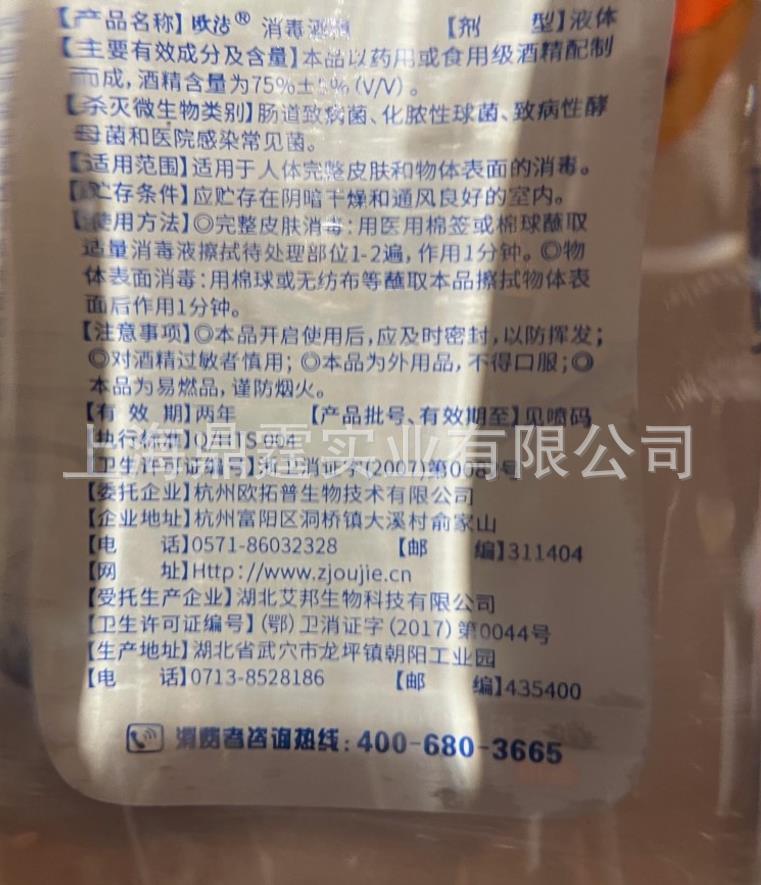 【产品名称】欧洁® 消毒液 【剂 型】液体
【主要有效成分及含量】本品以药用或食用级酒精配制
而成，酒精含量为75%±5%(V/V)。
【杀灭微生物类别】肠道致病菌、化脓性球菌、致病性酵
母菌和医院感染常见菌。
【适用范围】适用于人体完整皮肤和物体表面的消毒。
【贮存条件】应贮存在阴暗干燥和通风良好的室内。
【使用方法】◎完整皮肤消毒：用医用棉签或棉球蘸取
适量消毒液擦拭待处理部位1-2遍，作用1分钟。◎物
体表面消毒：用棉球或无纺布等蘸取本品擦拭物体表
面后作用1分钟。
【注意事项】◎本品开启使用后，应及时密封，以防挥发；
◎对酒精过敏者慎用；◎本品为外用品，不得口服；◎
本品为易燃品，谨防烟火。
【有 效 期】两年 【产品批号、有效期至】见喷码
【执行标准】 004
上海鼎霆实业有限公司
【卫生许可证编号】 卫消证字(2007)第 号
【委托企业】杭州欧拓普生物技术有限公司
【企业地址】杭州富阳区洞桥镇大溪村俞家山
【电 话】0571-86032328 【邮 编】311404
【网 址】Http://www.zjoujie.cn
【受托生产企业】湖北艾邦生物科技有限公司
【卫生许可证编号】(鄂)卫消证字(2017)第0044号
【生产地址】湖北省武穴市龙坪镇朝阳工业园
【电 话】0713-8528186 【邮 编】435400
消费者咨询热线：400-680-3665